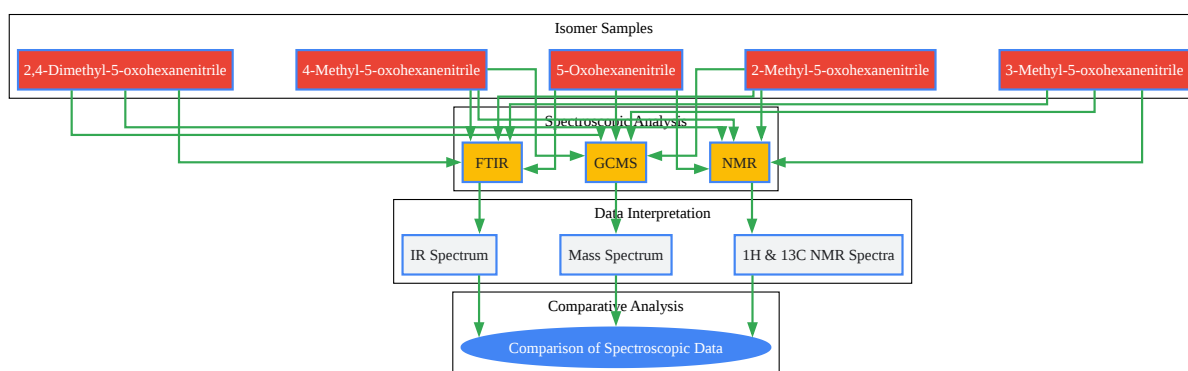 Isomer Samples
2,4-Dimethyl-5-oxohexanenitrile
4-Methyl-5-oxohexanenitrile
5-Oxohexanenitrile
2-Methyl-5-oxohexanenitrile
3-Methyl-5-oxohexanenitrile
Spectroscopic Analysis
FTIR
GCMS
NMR
Data Interpretation
IR Spectrum
Mass Spectrum
1H & 13C NMR Spectra
Comparative Analysis
Comparison of Spectroscopic Data